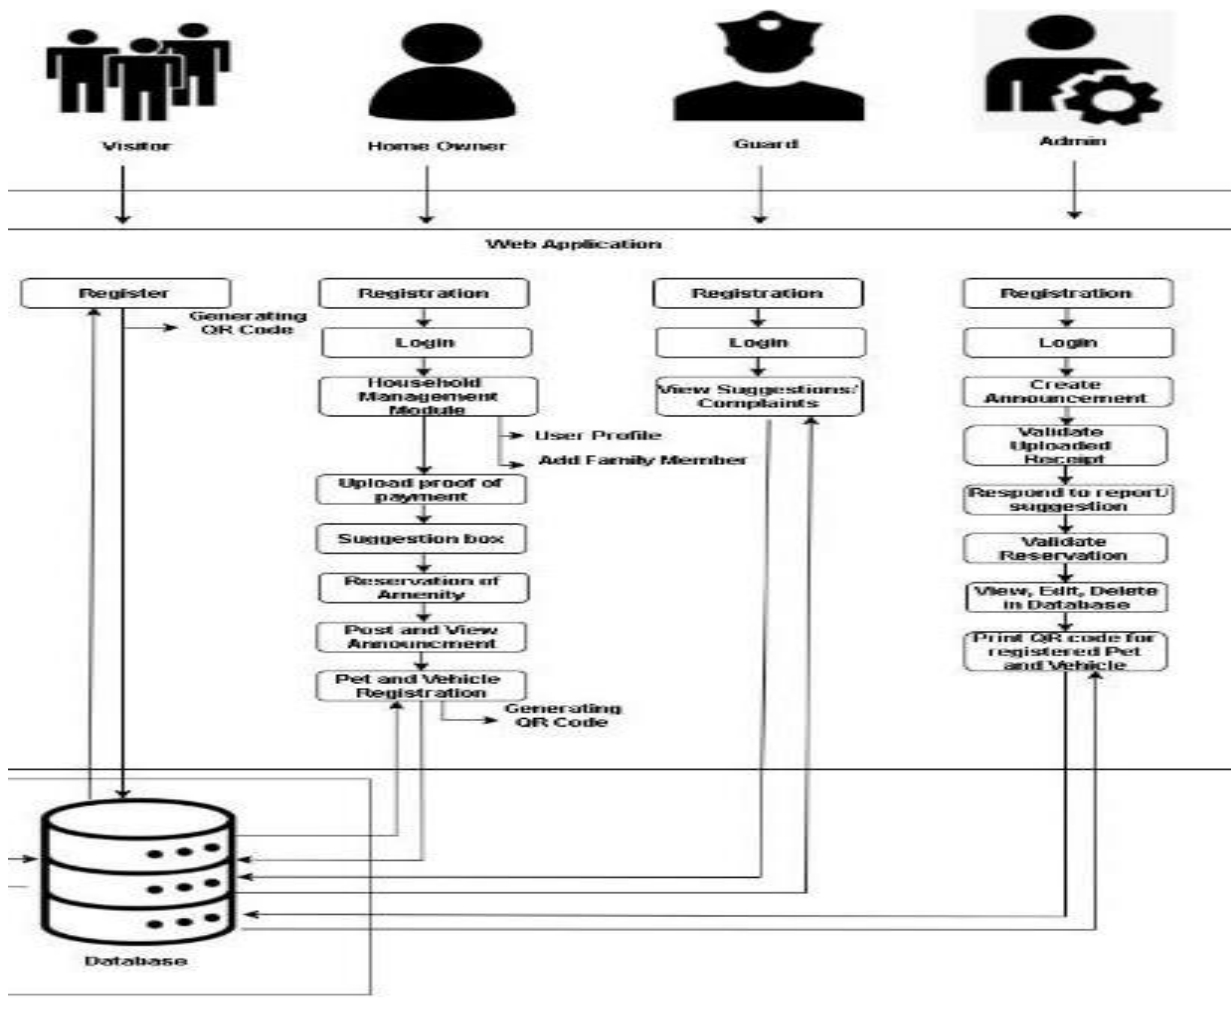 Visitor
Home Owner
Guard
Admin
Web Application
Register
Generating
QR Code
Registration
Login
Household
Management
Module
User Profile
Add Family Member
Upload proof of
payment
Suggestion box
Reservation of
Amenity
Post and View
Announcment
Pet and Vehicle
Registration
Generating
QR Code
Registration
Login
View Suggestions/
Complaints
Registration
Login
Create
Announcement
Validate
Uploaded
Receipt
Respond to report/
suggestion
Validate
Reservation
View, Edit, Delete
in Database
Print QR code for
registered Pet
and Vehicle
Database